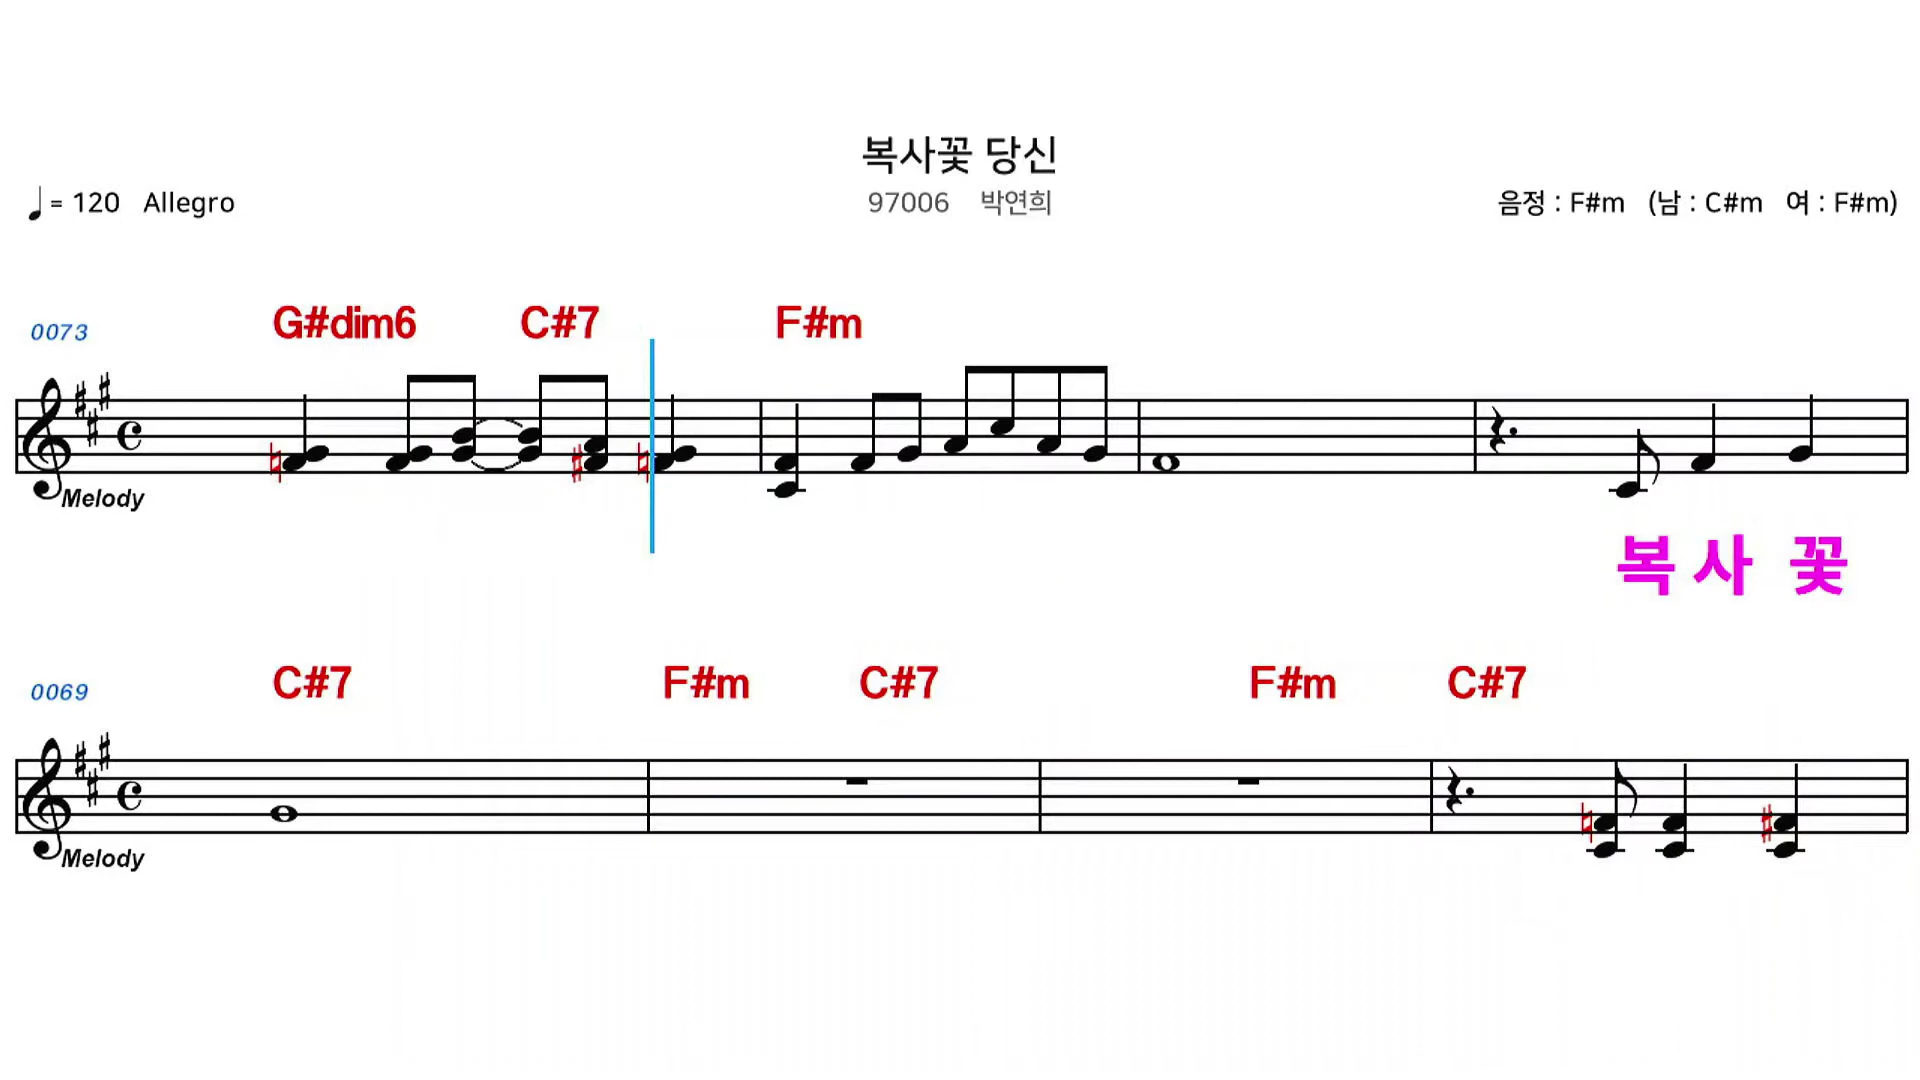 복사꽃 당신
= 120 Allegro
97006 박연희
음정 : F#m (남 : C#m 여 : F#m)
G#dim6 C#7 F#m
0073
Melody
복 사 꽃
C#7 F#m C#7 F#m C#7
0069
Melody